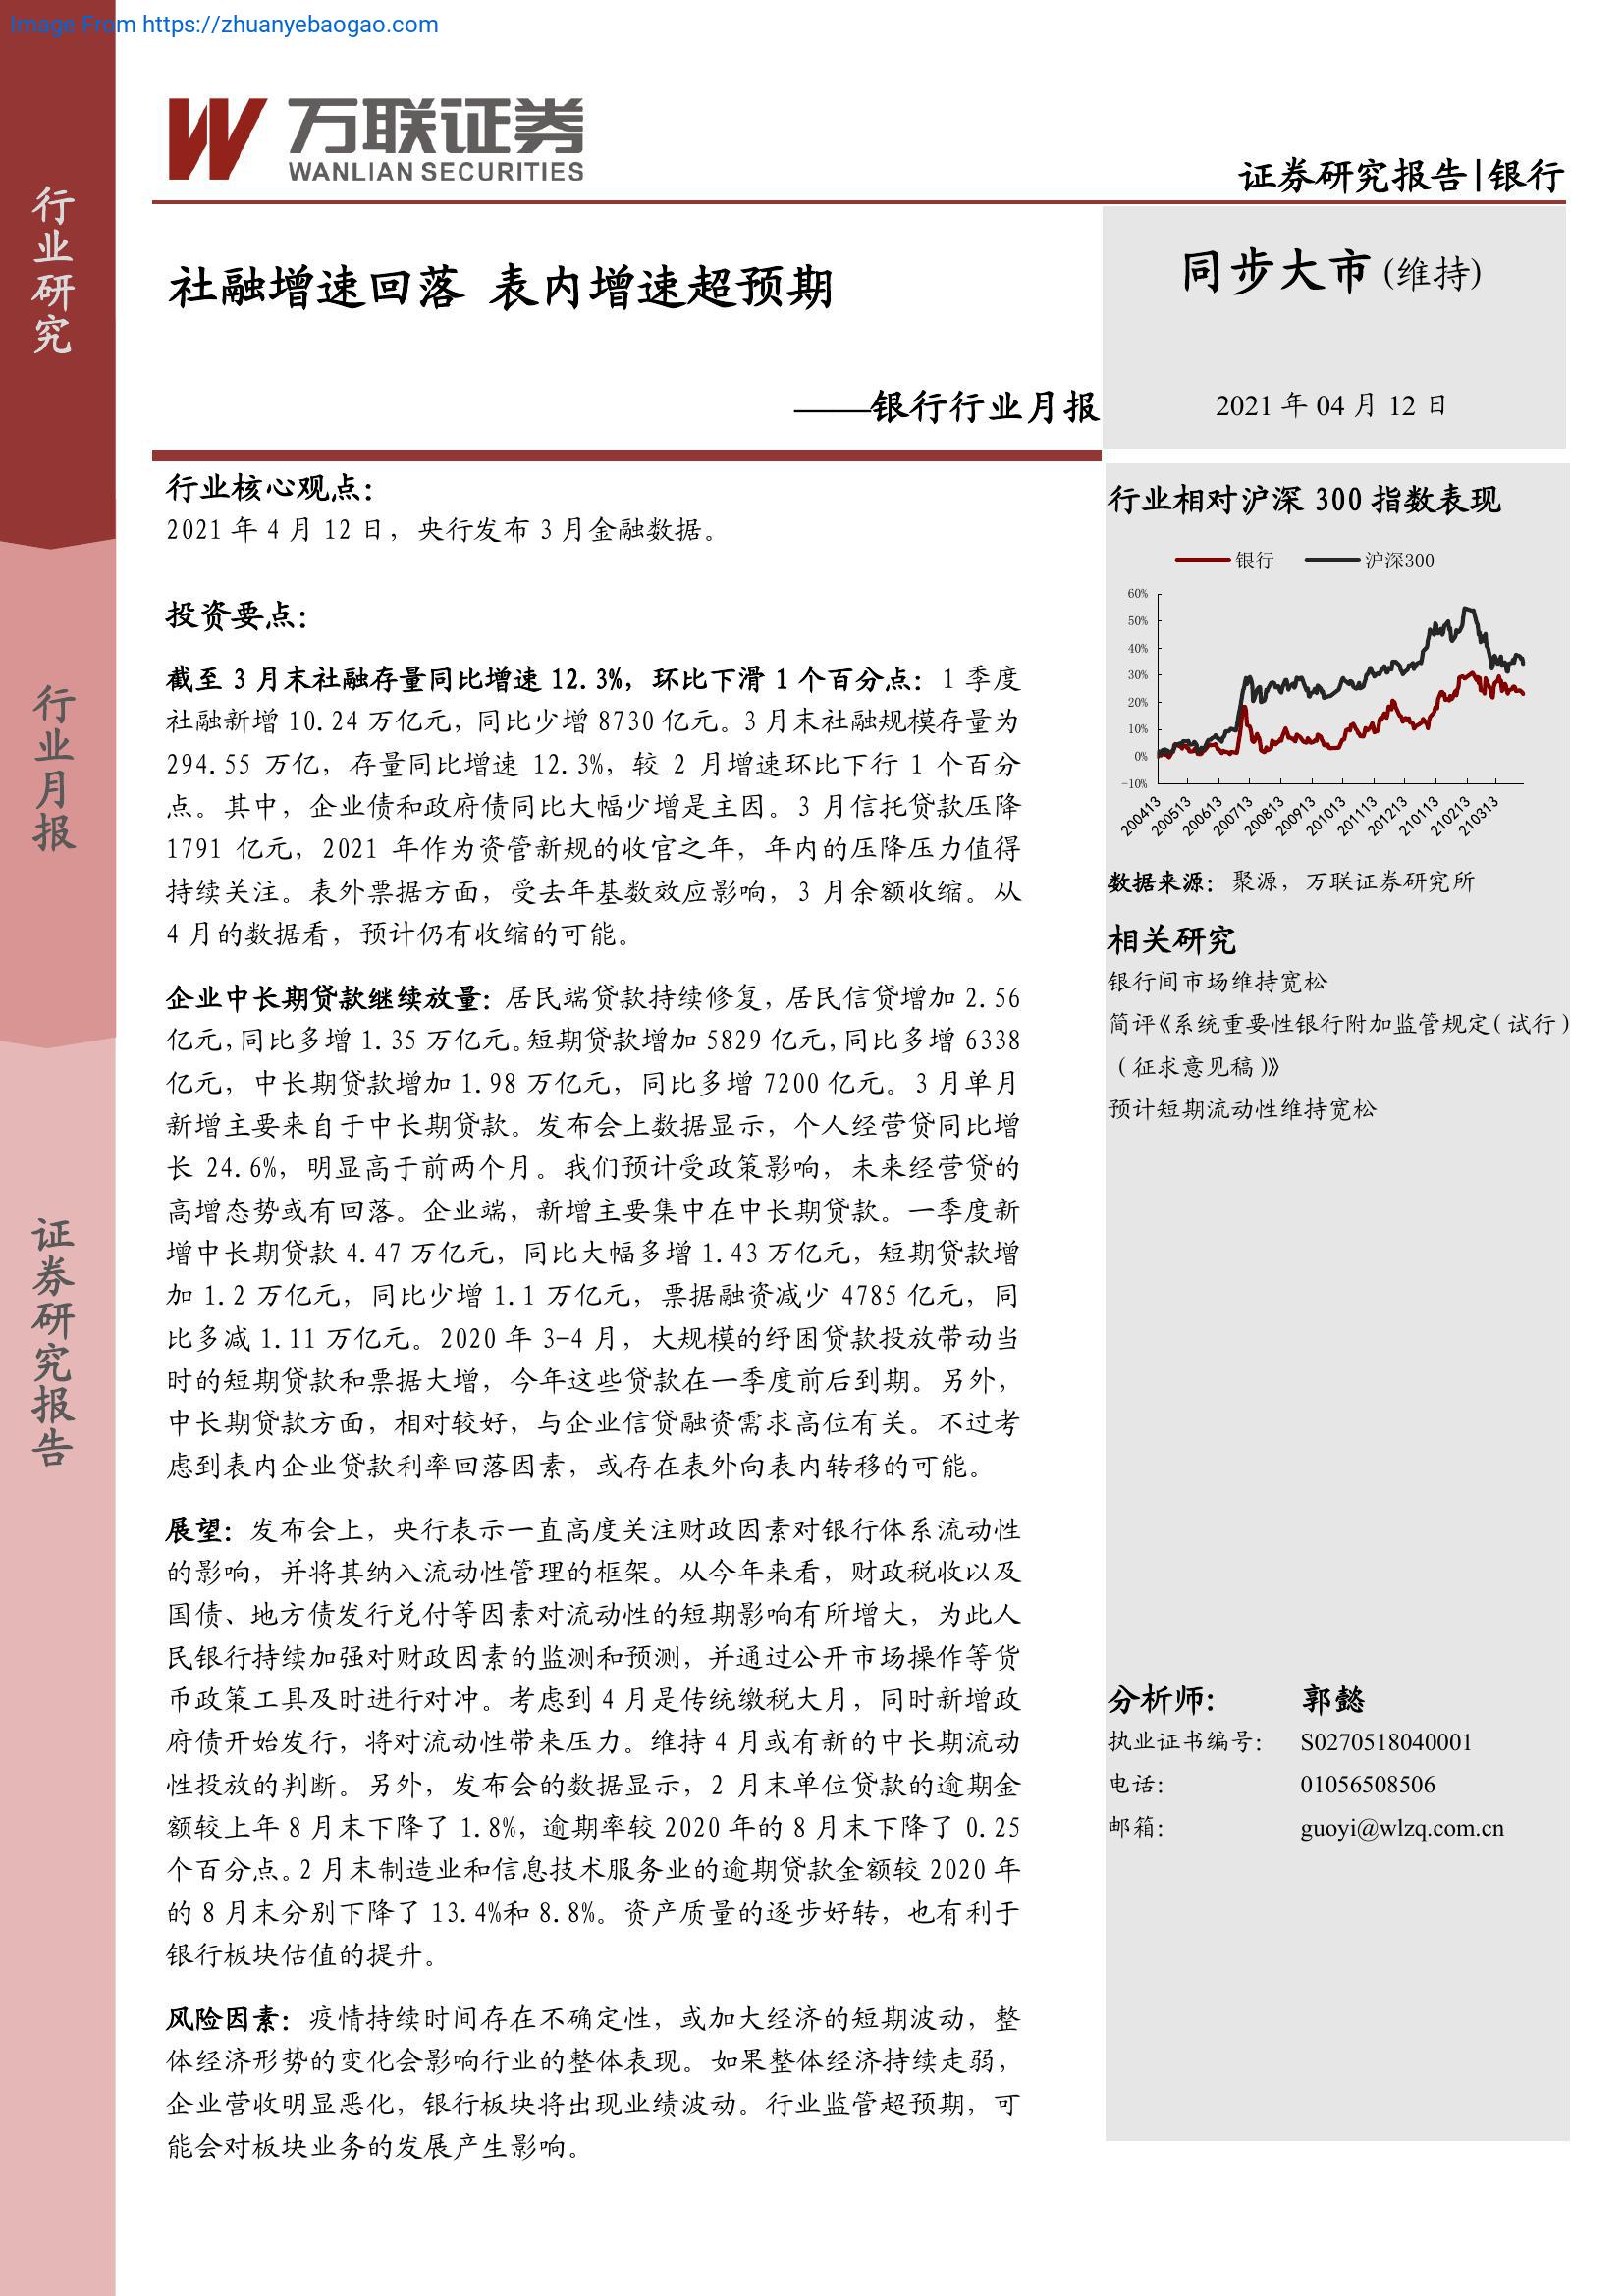 Image From https://zhuanyebaogao.com
万联证券
WANLIAN SECURITIES
证券研究报告|银行
行业研究
行业月报
证券研究报告
社融增速回落 表内增速超预期
——银行行业月报
同步大市(维持)
2021 年 04 月 12 日
行业核心观点：
2021 年 4 月 12 日，央行发布 3 月金融数据。
投资要点：
截至 3 月末社融存量同比增速 12.3%，环比下滑 1 个百分点：1 季度
社融新增 10.24 万亿元，同比少增 8730 亿元。3 月末社融规模存量为
294.55 万亿，存量同比增速 12.3%，较 2 月增速环比下行 1 个百分
点。其中，企业债和政府债同比大幅少增是主因。3 月信托贷款压降
1791 亿元，2021 年作为资管新规的收官之年，年内的压降压力值得
持续关注。表外票据方面，受去年基数效应影响，3 月余额收缩。从
4 月的数据看，预计仍有收缩的可能。
企业中长期贷款继续放量：居民端贷款持续修复，居民信贷增加 2.56
亿元，同比多增 1.35 万亿元。短期贷款增加 5829 亿元，同比多增 6338
亿元，中长期贷款增加 1.98 万亿元，同比多增 7200 亿元。3 月单月
新增主要来自于中长期贷款。发布会上数据显示，个人经营贷同比增
长 24.6%，明显高于前两个月。我们预计受政策影响，未来经营贷的
高增态势或有回落。企业端，新增主要集中在中长期贷款。一季度新
增中长期贷款 4.47 万亿元，同比大幅多增 1.43 万亿元，短期贷款增
加 1.2 万亿元，同比少增 1.1 万亿元，票据融资减少 4785 亿元，同
比多减 1.11 万亿元。2020 年 3-4 月，大规模的纾困贷款投放带动当
时的短期贷款和票据大增，今年这些贷款在一季度前后到期。另外，
中长期贷款方面，相对较好，与企业信贷融资需求高位有关。不过考
虑到表内企业贷款利率回落因素，或存在表外向表内转移的可能。
展望：发布会上，央行表示一直高度关注财政因素对银行体系流动性
的影响，并将其纳入流动性管理的框架。从今年来看，财政税收以及
国债、地方债发行兑付等因素对流动性的短期影响有所增大，为此人
民银行持续加强对财政因素的监测和预测，并通过公开市场操作等货
币政策工具及时进行对冲。考虑到 4 月是传统缴税大月，同时新增政
府债开始发行，将对流动性带来压力。维持 4 月或有新的中长期流动
性投放的判断。另外，发布会的数据显示，2 月末单位贷款的逾期金
额较上年 8 月末下降了 1.8%，逾期率较 2020 年的 8 月末下降了 0.25
个百分点。2 月末制造业和信息技术服务业的逾期贷款金额较 2020 年
的 8 月末分别下降了 13.4%和 8.8%。资产质量的逐步好转，也有利于
银行板块估值的提升。
风险因素：疫情持续时间存在不确定性，或加大经济的短期波动，整
体经济形势的变化会影响行业的整体表现。如果整体经济持续走弱，
企业营收明显恶化，银行板块将出现业绩波动。行业监管超预期，可
能会对板块业务的发展产生影响。
行业相对沪深 300 指数表现
银行 沪深300
60%
50%
40%
30%
20%
10%
0%
-10%
200413 200513 200613 200713 200813 200913 201013 201113 201213 210113 210213 210313
数据来源：聚源，万联证券研究所
相关研究
银行间市场维持宽松
简评《系统重要性银行附加监管规定（试行）
（征求意见稿）》
预计短期流动性维持宽松
分析师： 郭懿
执业证书编号： S0270518040001
电话： 01056508506
邮箱： guoyi@wlzq.com.cn